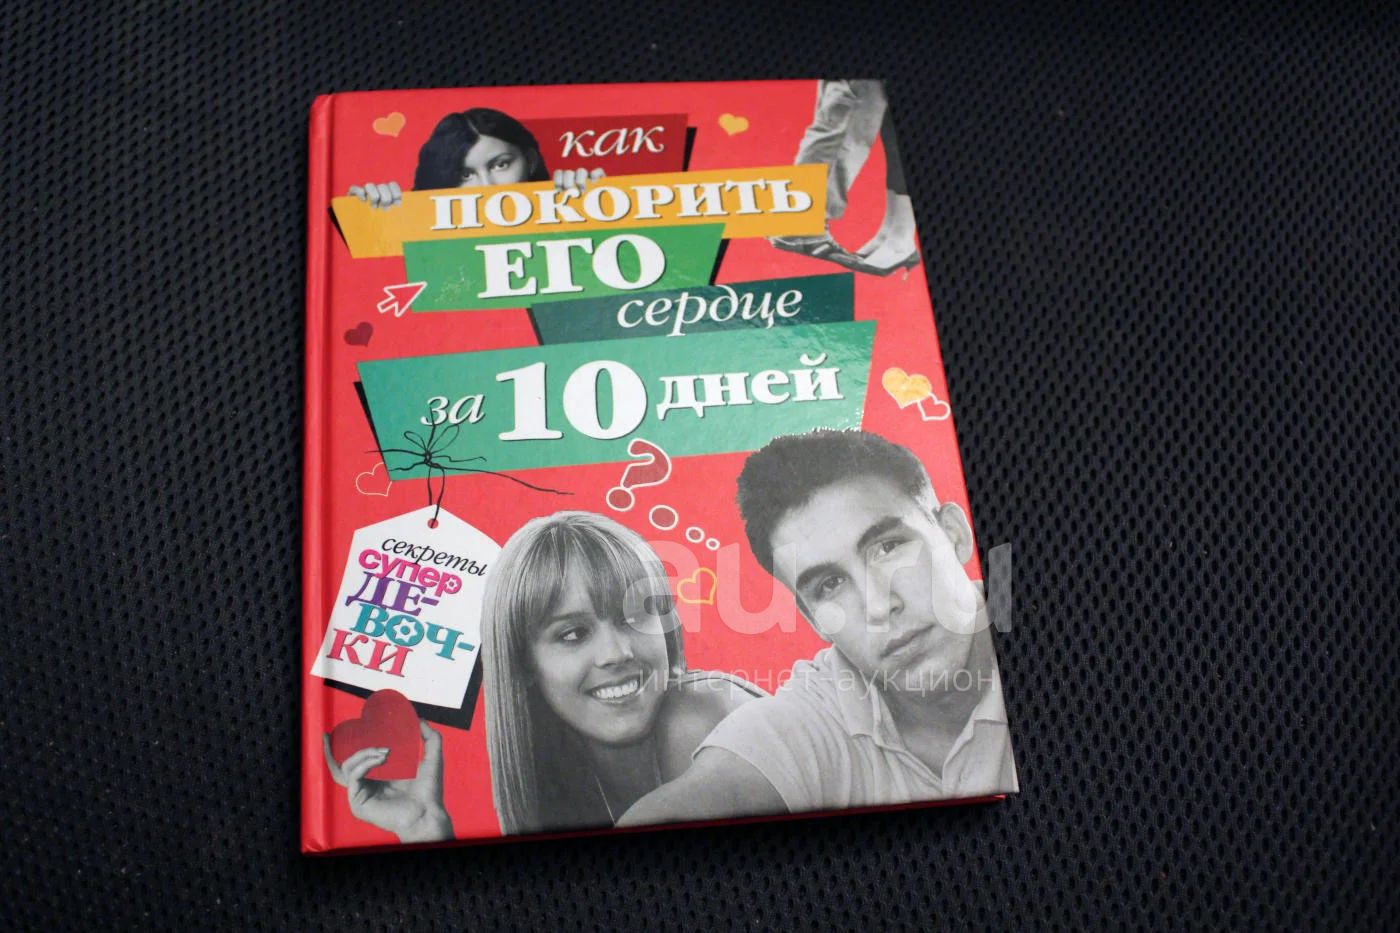 как
ПОКОРИТЬ
ЕГО
сердце
за 10 дней
секреты
супер
ДЕ-
ВОЧ-
КИ
au.ru
интернет-аукцион